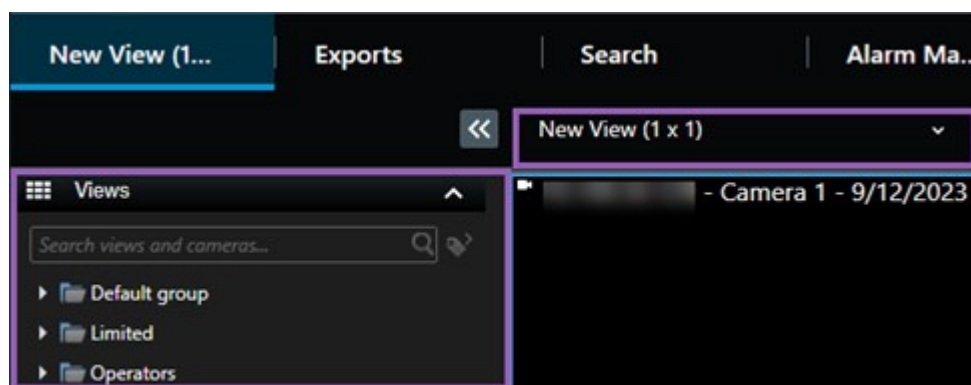 New View (1...
Exports
Search
Alarm Ma..
New View (1 x 1)
Views
- Camera 1 - 9/12/2023
Search views and cameras...
Default group
Limited
Operators